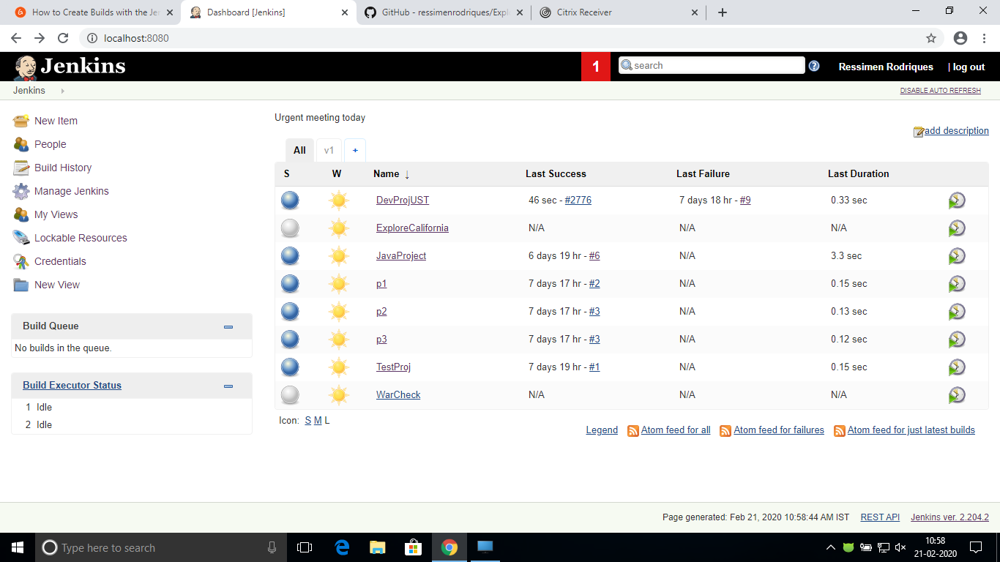 How to Create Builds with the Je
Dashboard [Jenkins]
GitHub - ressimenrodriques/Expl
Citrix Receiver
localhost:8080
Jenkins
1
search
Ressimen Rodriques
| log out
Jenkins
DISABLE AUTO REFRESH
New Item
People
Build History
Manage Jenkins
My Views
Lockable Resources
Credentials
New View
Build Queue
No builds in the queue.
Build Executor Status
1 Idle
2 Idle
Urgent meeting today
add description
All v1 +
S W Name ↓ Last Success Last Failure Last Duration
DevProjUST 46 sec - #2776 7 days 18 hr - #9 0.33 sec
ExploreCalifornia N/A N/A N/A
JavaProject 6 days 19 hr - #6 N/A 3.3 sec
p1 7 days 17 hr - #2 N/A 0.15 sec
p2 7 days 17 hr - #3 N/A 0.13 sec
p3 7 days 17 hr - #3 N/A 0.12 sec
TestProj 7 days 19 hr - #1 N/A 0.15 sec
WarCheck N/A N/A N/A
Icon: S M L
Legend Atom feed for all Atom feed for failures Atom feed for just latest builds
Page generated: Feb 21, 2020 10:58:44 AM IST REST API Jenkins ver. 2.204.2
Type here to search
10:58
21-02-2020